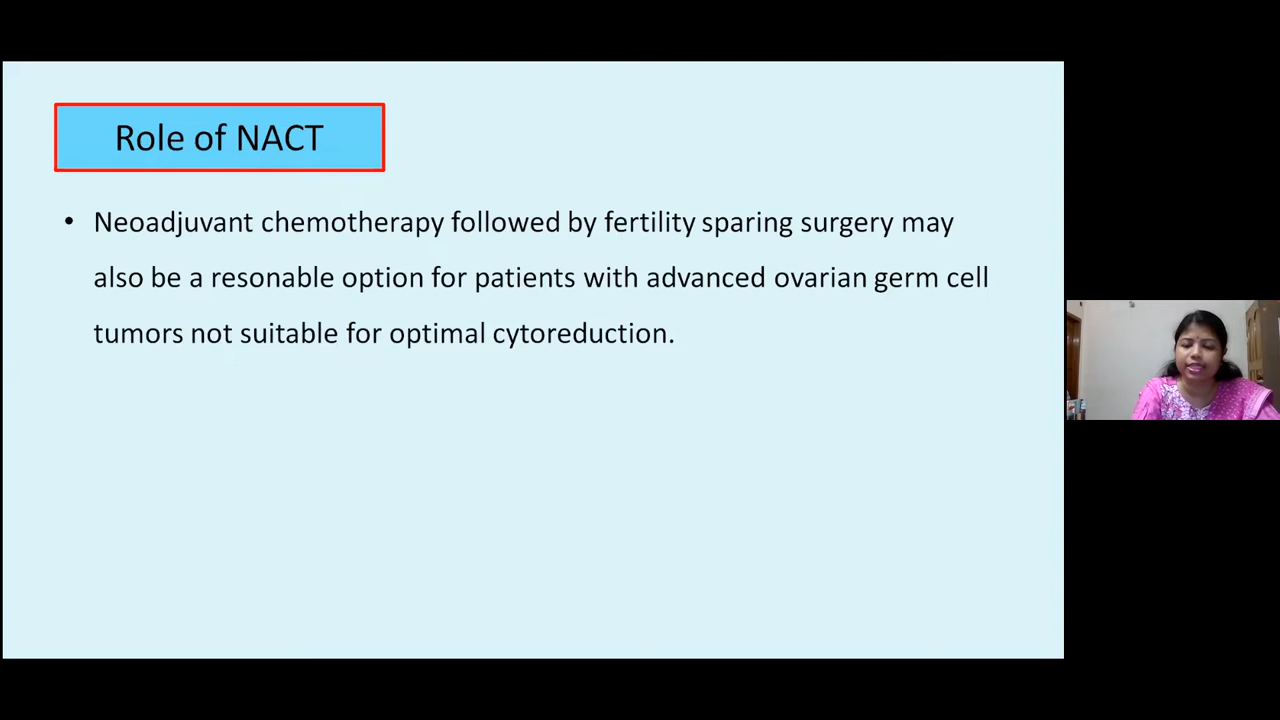 Role of NACT
• Neoadjuvant chemotherapy followed by fertility sparing surgery may
also be a resonable option for patients with advanced ovarian germ cell
tumors not suitable for optimal cytoreduction.